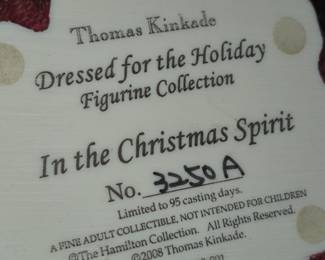 Thomas Kinkade
Dressed for the Holiday
Figurine Collection
In the Christmas Spirit
No. 3250A
Limited to 95 casting days.
A FINE ADULT COLLECTIBLE, NOT INTENDED FOR CHILDREN
©The Hamilton Collection. All Rights Reserved.
©2008 Thomas Kinkade.